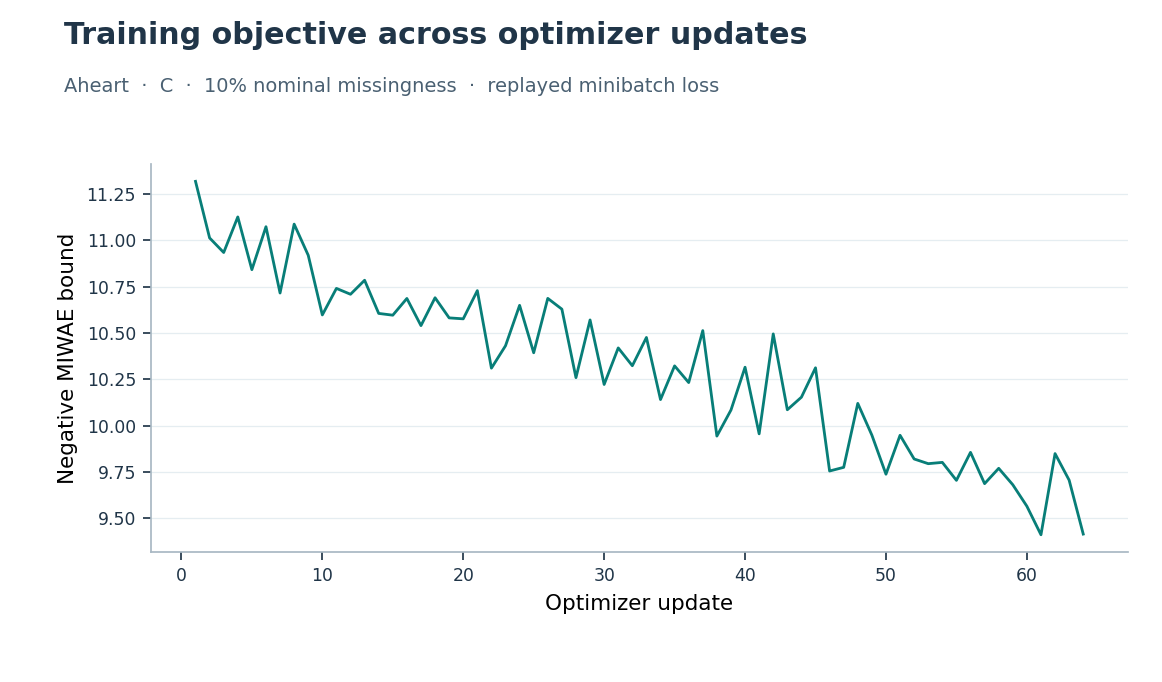 Training objective across optimizer updates
Aheart · C · 10% nominal missingness · replayed minibatch loss
Negative MIWAE bound
11.25
11.00
10.75
10.50
10.25
10.00
9.75
9.50
0 10 20 30 40 50 60
Optimizer update